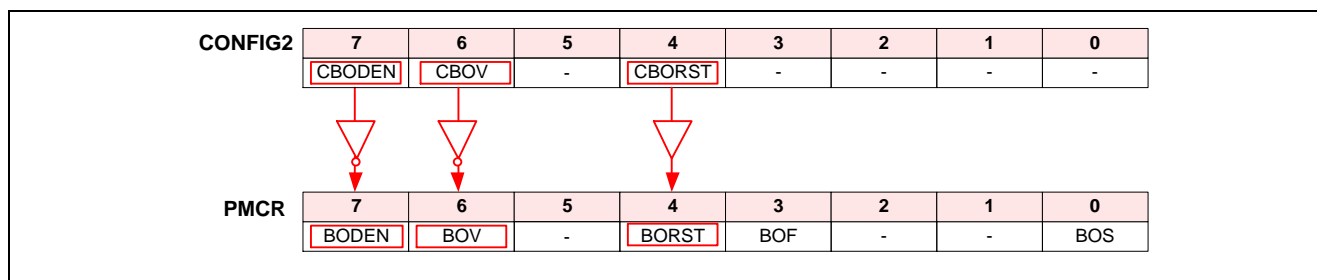 CONFIG2 7 6 5 4 3 2 1 0
CBODEN CBOV - CBORST - - - -
PMCR 7 6 5 4 3 2 1 0
BODEN BOV - BORST BOF - - BOS